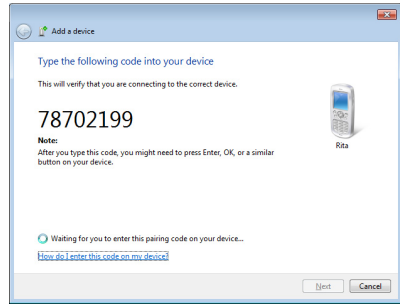 Add a device
Type the following code into your device
This will verify that you are connecting to the correct device.
78702199
Note:
After you type this code, you might need to press Enter, OK, or a similar
button on your device.
Rita
Waiting for you to enter this pairing code on your device...
How do I enter this code on my device?
Next Cancel